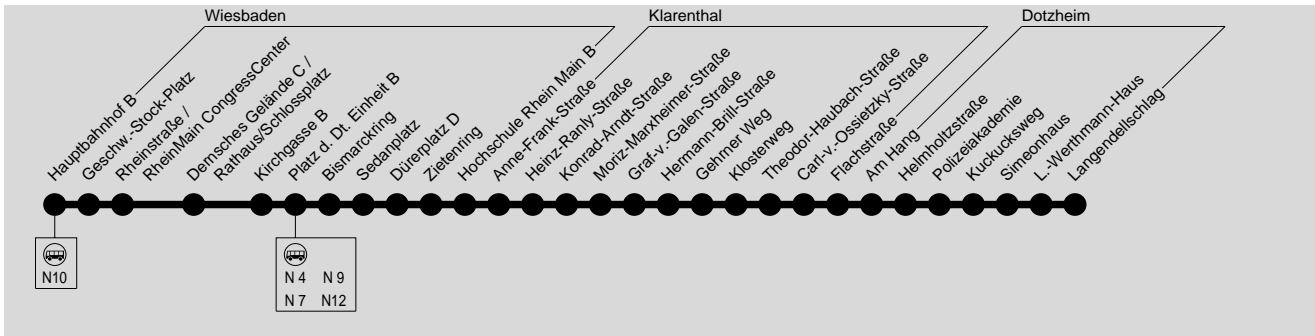 Wiesbaden
Klarenthal
Dotzheim
Hauptbahnhof B
Geschw.-Stock-Platz
Rheinstraße /
RheinMain CongressCenter
Dernsches Gelände C /
Rathaus/Schlossplatz
Kirchgasse B
Platz d. Dt. Einheit B
Bismarckring
Sedanplatz
Dürerplatz D
Zietenring
Hochschule Rhein Main B
Anne-Frank-Straße
Heinz-Ranly-Straße
Konrad-Arndt-Straße
Moriz-Marxheimer-Straße
Graf-v.-Galen-Straße
Hermann-Brill-Straße
Gehrner Weg
Klosterweg
Theodor-Haubach-Straße
Carl-v.-Ossietzky-Straße
Flachstraße
Am Hang
Helmholtzstraße
Polizeiakademie
Kuckucksweg
Simeonhaus
L.-Werthmann-Haus
Langendellschlag
N10
N 4 N 9
N 7 N12